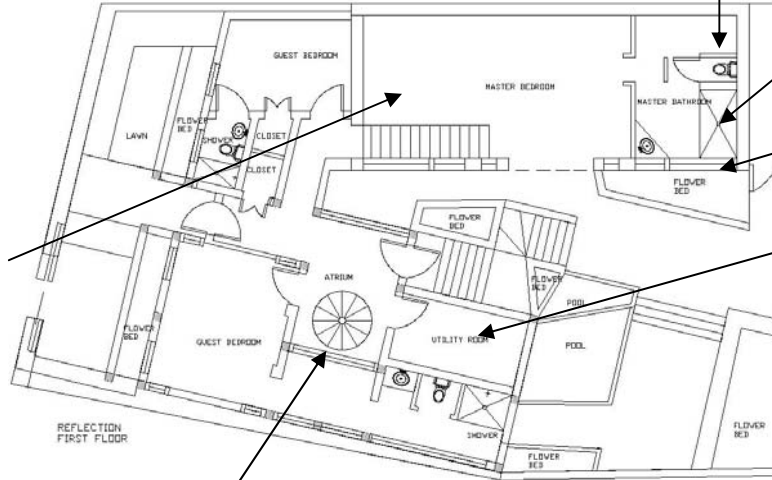 GUEST BEDROOM
MASTER BEDROOM
MASTER BATHROOM
LAWN
FLOWER
BED
SHOWER
CLOSET
CLOSET
FLOWER
BED
FLOWER
BED
ATRIUM
FLOWER
BED
POOL
FLOWER
BED
GUEST BEDROOM
UTILITY ROOM
POOL
REFLECTION
FIRST FLOOR
SHOWER
FLOWER
BED
FLOWER
BED